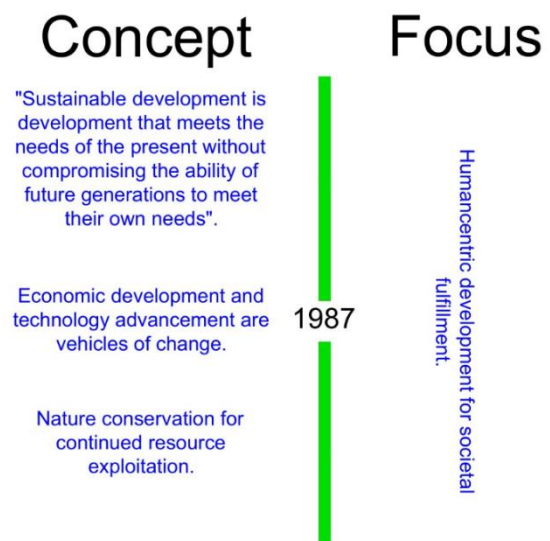 Concept
Focus
"Sustainable development is
development that meets the
needs of the present without
compromising the ability of
future generations to meet
their own needs".
Economic development and
technology advancement are
vehicles of change.
1987
Nature conservation for
continued resource
exploitation.
Humancentric development for societal
fulfillment.